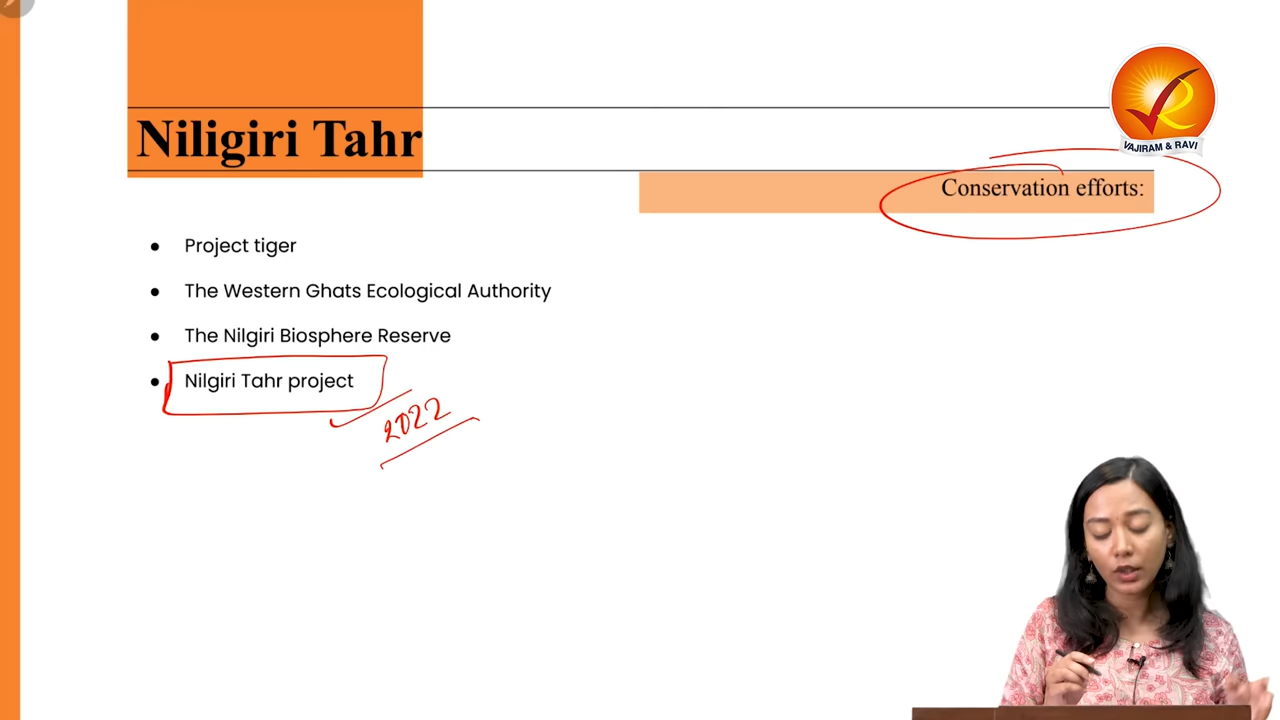 Niligiri Tahr
VAJIRAM & RAVI
Conservation efforts:
● Project tiger
● The Western Ghats Ecological Authority
● The Nilgiri Biosphere Reserve
● Nilgiri Tahr project
2022